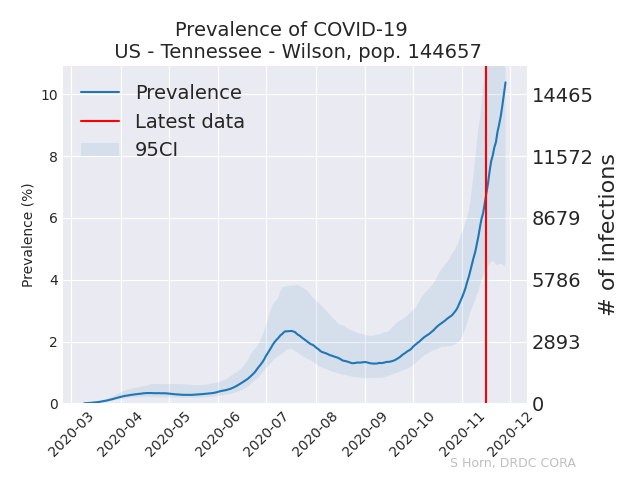 Prevalence of COVID-19
US - Tennessee - Wilson, pop. 144657
Prevalence
Latest data
95CI
Prevalence (%)
10
8
6
4
2
0
14465
11572
8679
5786
2893
0
# of infections
2020-03
2020-04
2020-05
2020-06
2020-07
2020-08
2020-09
2020-10
2020-11
2020-12
S Horn, DRDC CORA